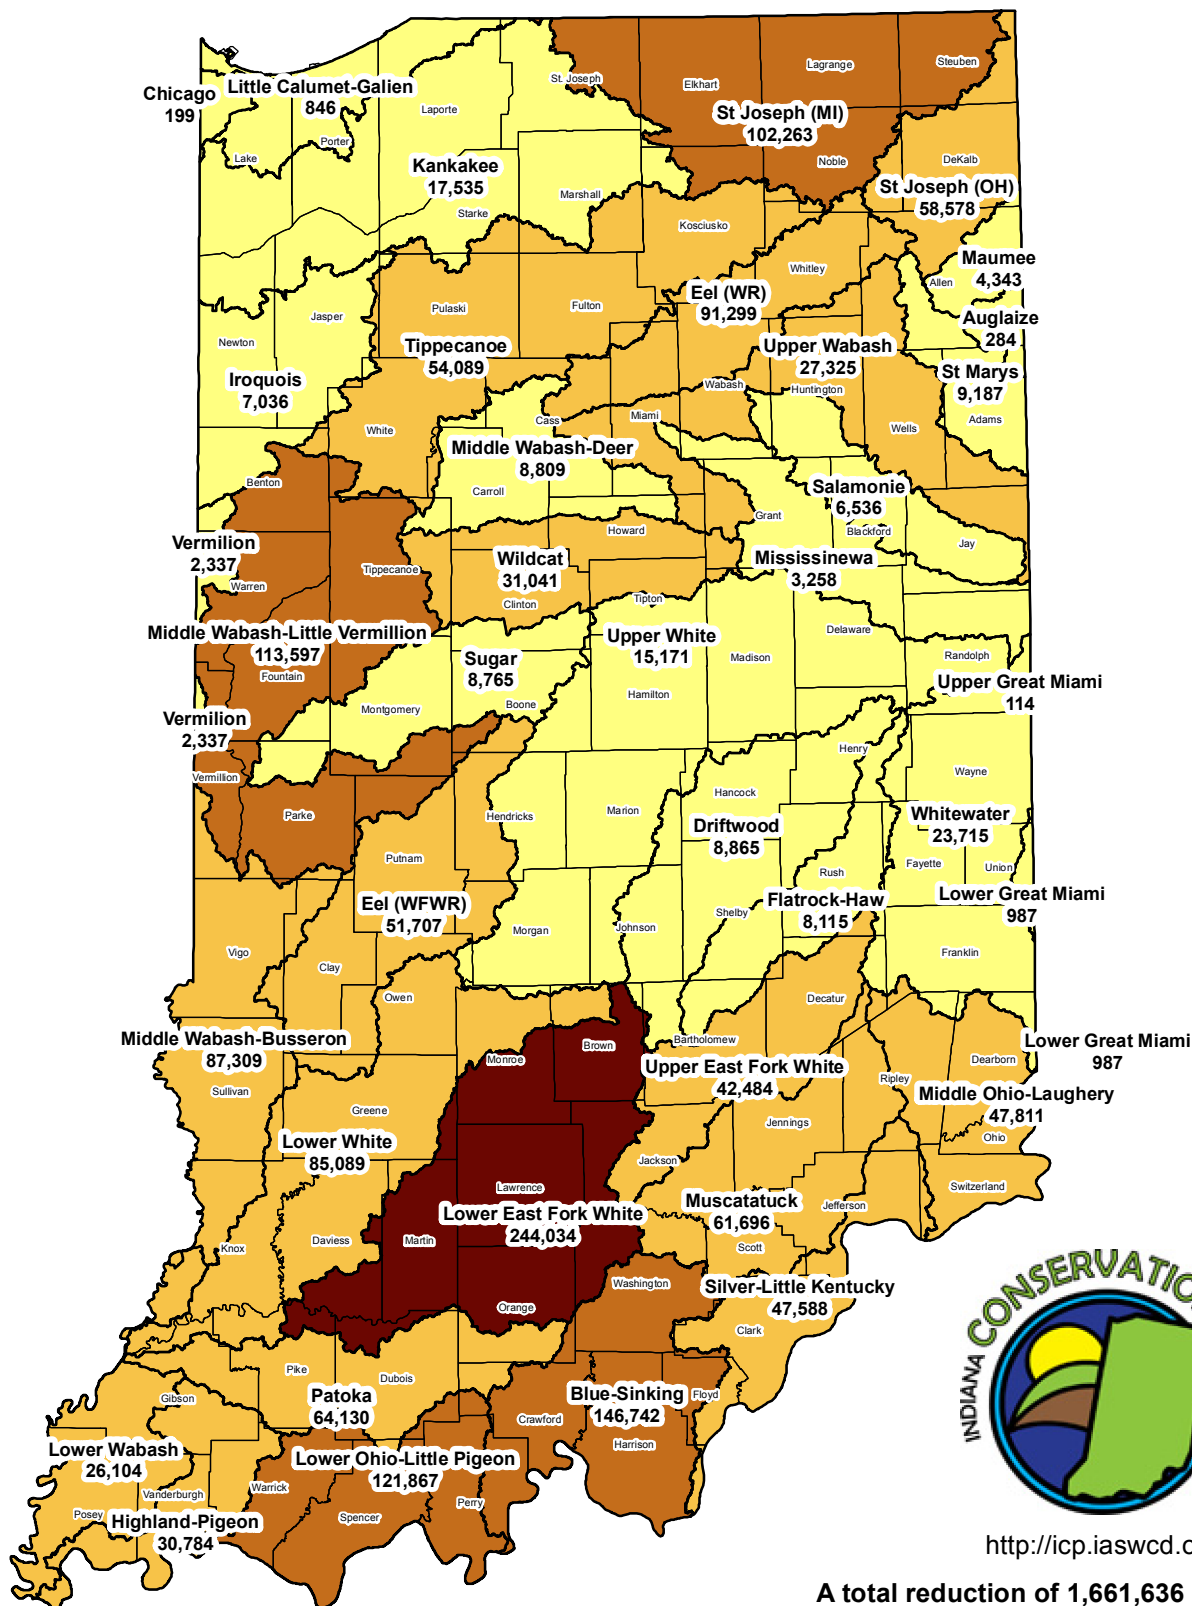 Steuben
Lagrange
St. Joseph
Elkhart
Little Calumet-Galien
846
Chicago
199
Laporte
St Joseph (MI)
102,263
Porter
Lake
Noble
DeKalb
Kankakee
17,535
St Joseph (OH)
58,578
Marshall
Starke
Kosciusko
Maumee
4,343
Whitley
Allen
Eel (WR)
91,299
Pulaski
Fulton
Jasper
Auglaize
284
Newton
Tippecanoe
54,089
Upper Wabash
27,325
St Marys
9,187
Iroquois
7,036
Wabash
Huntington
Adams
Miami
Cass
White
Wells
Middle Wabash-Deer
8,809
Benton
Carroll
Salamonie
6,536
Grant
Blackford
Howard
Jay
Vermilion
2,337
Wildcat
31,041
Mississinewa
3,258
Tippecanoe
Warren
Clinton
Tipton
Middle Wabash-Little Vermillion
113,597
Upper White
15,171
Delaware
Sugar
8,765
Madison
Randolph
Fountain
Upper Great Miami
114
Hamilton
Boone
Montgomery
Vermilion
2,337
Henry
Wayne
Vermillion
Hancock
Parke
Hendricks
Marion
Whitewater
23,715
Driftwood
8,865
Putnam
Fayette
Union
Rush
Eel (WFWR)
51,707
Flatrock-Haw
8,115
Lower Great Miami
987
Shelby
Morgan
Johnson
Vigo
Franklin
Clay
Owen
Decatur
Middle Wabash-Busseron
87,309
Bartholomew
Lower Great Miami
987
Brown
Monroe
Dearborn
Upper East Fork White
42,484
Ripley
Sullivan
Middle Ohio-Laughery
47,811
Greene
Jennings
Ohio
Lower White
85,089
Jackson
Lawrence
Switzerland
Muscatatuck
61,696
Jefferson
Lower East Fork White
244,034
Daviess
Martin
Knox
Scott
Washington
Silver-Little Kentucky
47,588
Orange
Clark
Pike
Dubois
Patoka
64,130
Gibson
Blue-Sinking
146,742
Floyd
Crawford
Harrison
Lower Wabash
26,104
Lower Ohio-Little Pigeon
121,867
Warrick
Vanderburgh
Perry
Posey
Spencer
Highland-Pigeon
30,784
INDIANA CONSERVATIO
http://icp.iaswcd.o
A total reduction of 1,661,636